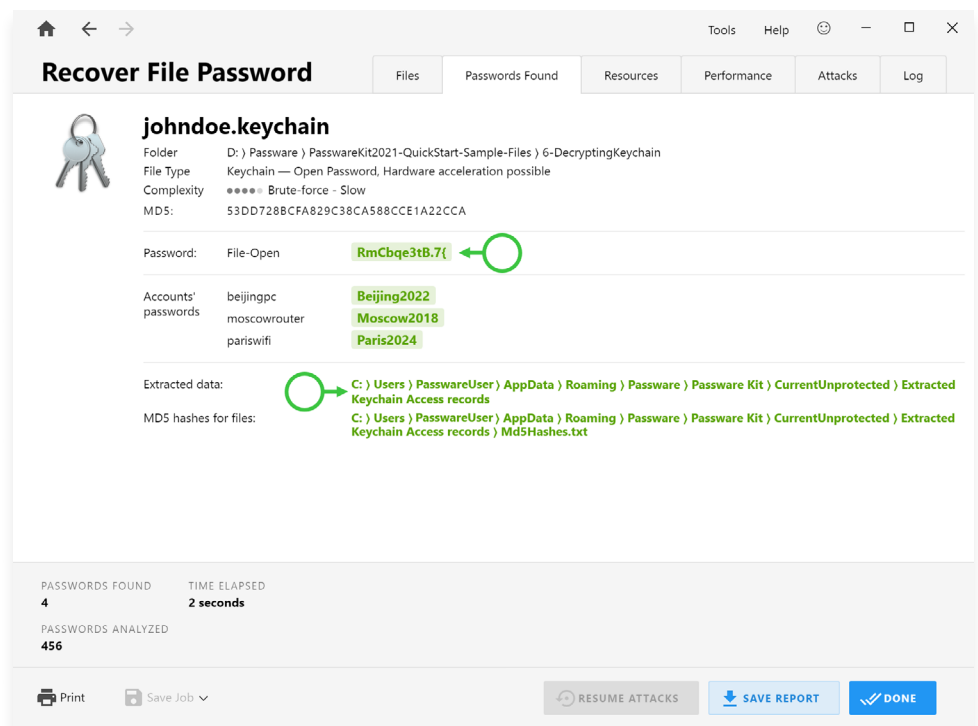 Tools Help
Recover File Password
Files Passwords Found Resources Performance Attacks Log
johndoe.keychain
Folder D: ⟩ Passware ⟩ PasswareKit2021-QuickStart-Sample-Files ⟩ 6-DecryptingKeychain
File Type Keychain — Open Password, Hardware acceleration possible
Complexity Brute-force - Slow
MD5: 53DD728BCFA829C38CA588CCE1A22CCA
Password: File-Open RmCbqe3tB.7{
Accounts' passwords
beijingpc Beijing2022
moscowrouter Moscow2018
pariswifi Paris2024
Extracted data: C: ⟩ Users ⟩ PasswareUser ⟩ AppData ⟩ Roaming ⟩ Passware ⟩ Passware Kit ⟩ CurrentUnprotected ⟩ Extracted
Keychain Access records
MD5 hashes for files: C: ⟩ Users ⟩ PasswareUser ⟩ AppData ⟩ Roaming ⟩ Passware ⟩ Passware Kit ⟩ CurrentUnprotected ⟩ Extracted
Keychain Access records ⟩ Md5Hashes.txt
PASSWORDS FOUND TIME ELAPSED
4 2 seconds
PASSWORDS ANALYZED
456
Print Save Job RESUME ATTACKS SAVE REPORT DONE